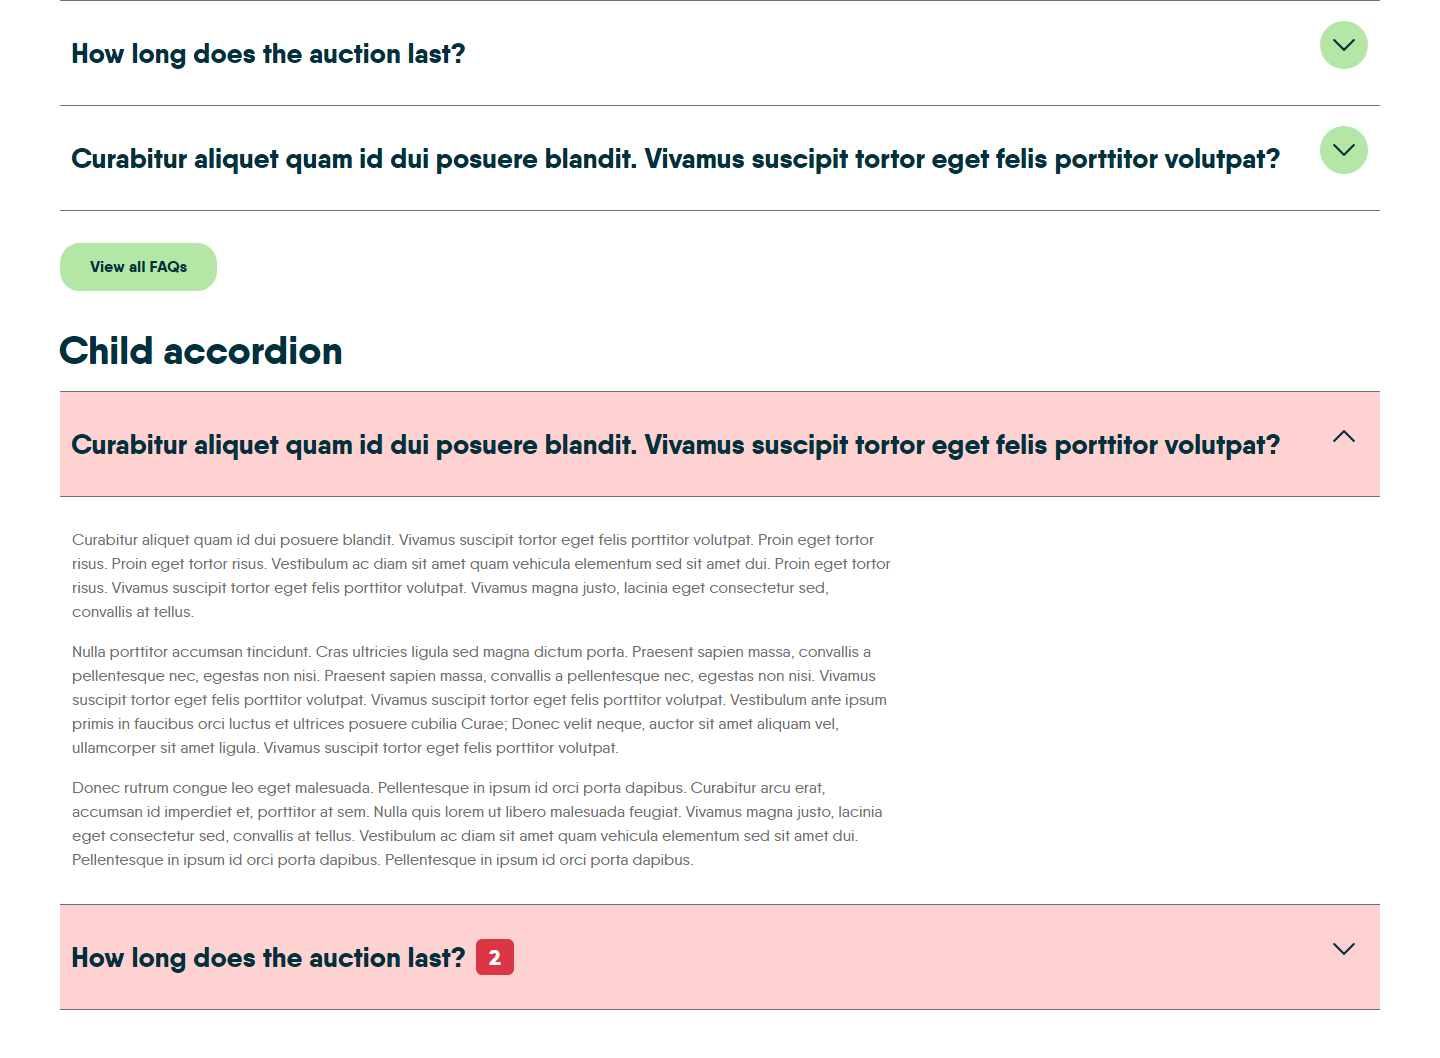 How long does the auction last?
Curabitur aliquet quam id dui posuere blandit. Vivamus suscipit tortor eget felis porttitor volutpat?
View all FAQs
Child accordion
Curabitur aliquet quam id dui posuere blandit. Vivamus suscipit tortor eget felis porttitor volutpat?
Curabitur aliquet quam id dui posuere blandit. Vivamus suscipit tortor eget felis porttitor volutpat. Proin eget tortor
risus. Proin eget tortor risus. Vestibulum ac diam sit amet quam vehicula elementum sed sit amet dui. Proin eget tortor
risus. Vivamus suscipit tortor eget felis porttitor volutpat. Vivamus magna justo, lacinia eget consectetur sed,
convallis at tellus.
Nulla porttitor accumsan tincidunt. Cras ultricies ligula sed magna dictum porta. Praesent sapien massa, convallis a
pellentesque nec, egestas non nisi. Praesent sapien massa, convallis a pellentesque nec, egestas non nisi. Vivamus
suscipit tortor eget felis porttitor volutpat. Vivamus suscipit tortor eget felis porttitor volutpat. Vestibulum ante ipsum
primis in faucibus orci luctus et ultrices posuere cubilia Curae; Donec velit neque, auctor sit amet aliquam vel,
ullamcorper sit amet ligula. Vivamus suscipit tortor eget felis porttitor volutpat.
Donec rutrum congue leo eget malesuada. Pellentesque in ipsum id orci porta dapibus. Curabitur arcu erat,
accumsan id imperdiet et, porttitor at sem. Nulla quis lorem ut libero malesuada feugiat. Vivamus magna justo, lacinia
eget consectetur sed, convallis at tellus. Vestibulum ac diam sit amet quam vehicula elementum sed sit amet dui.
Pellentesque in ipsum id orci porta dapibus. Pellentesque in ipsum id orci porta dapibus.
How long does the auction last? 2